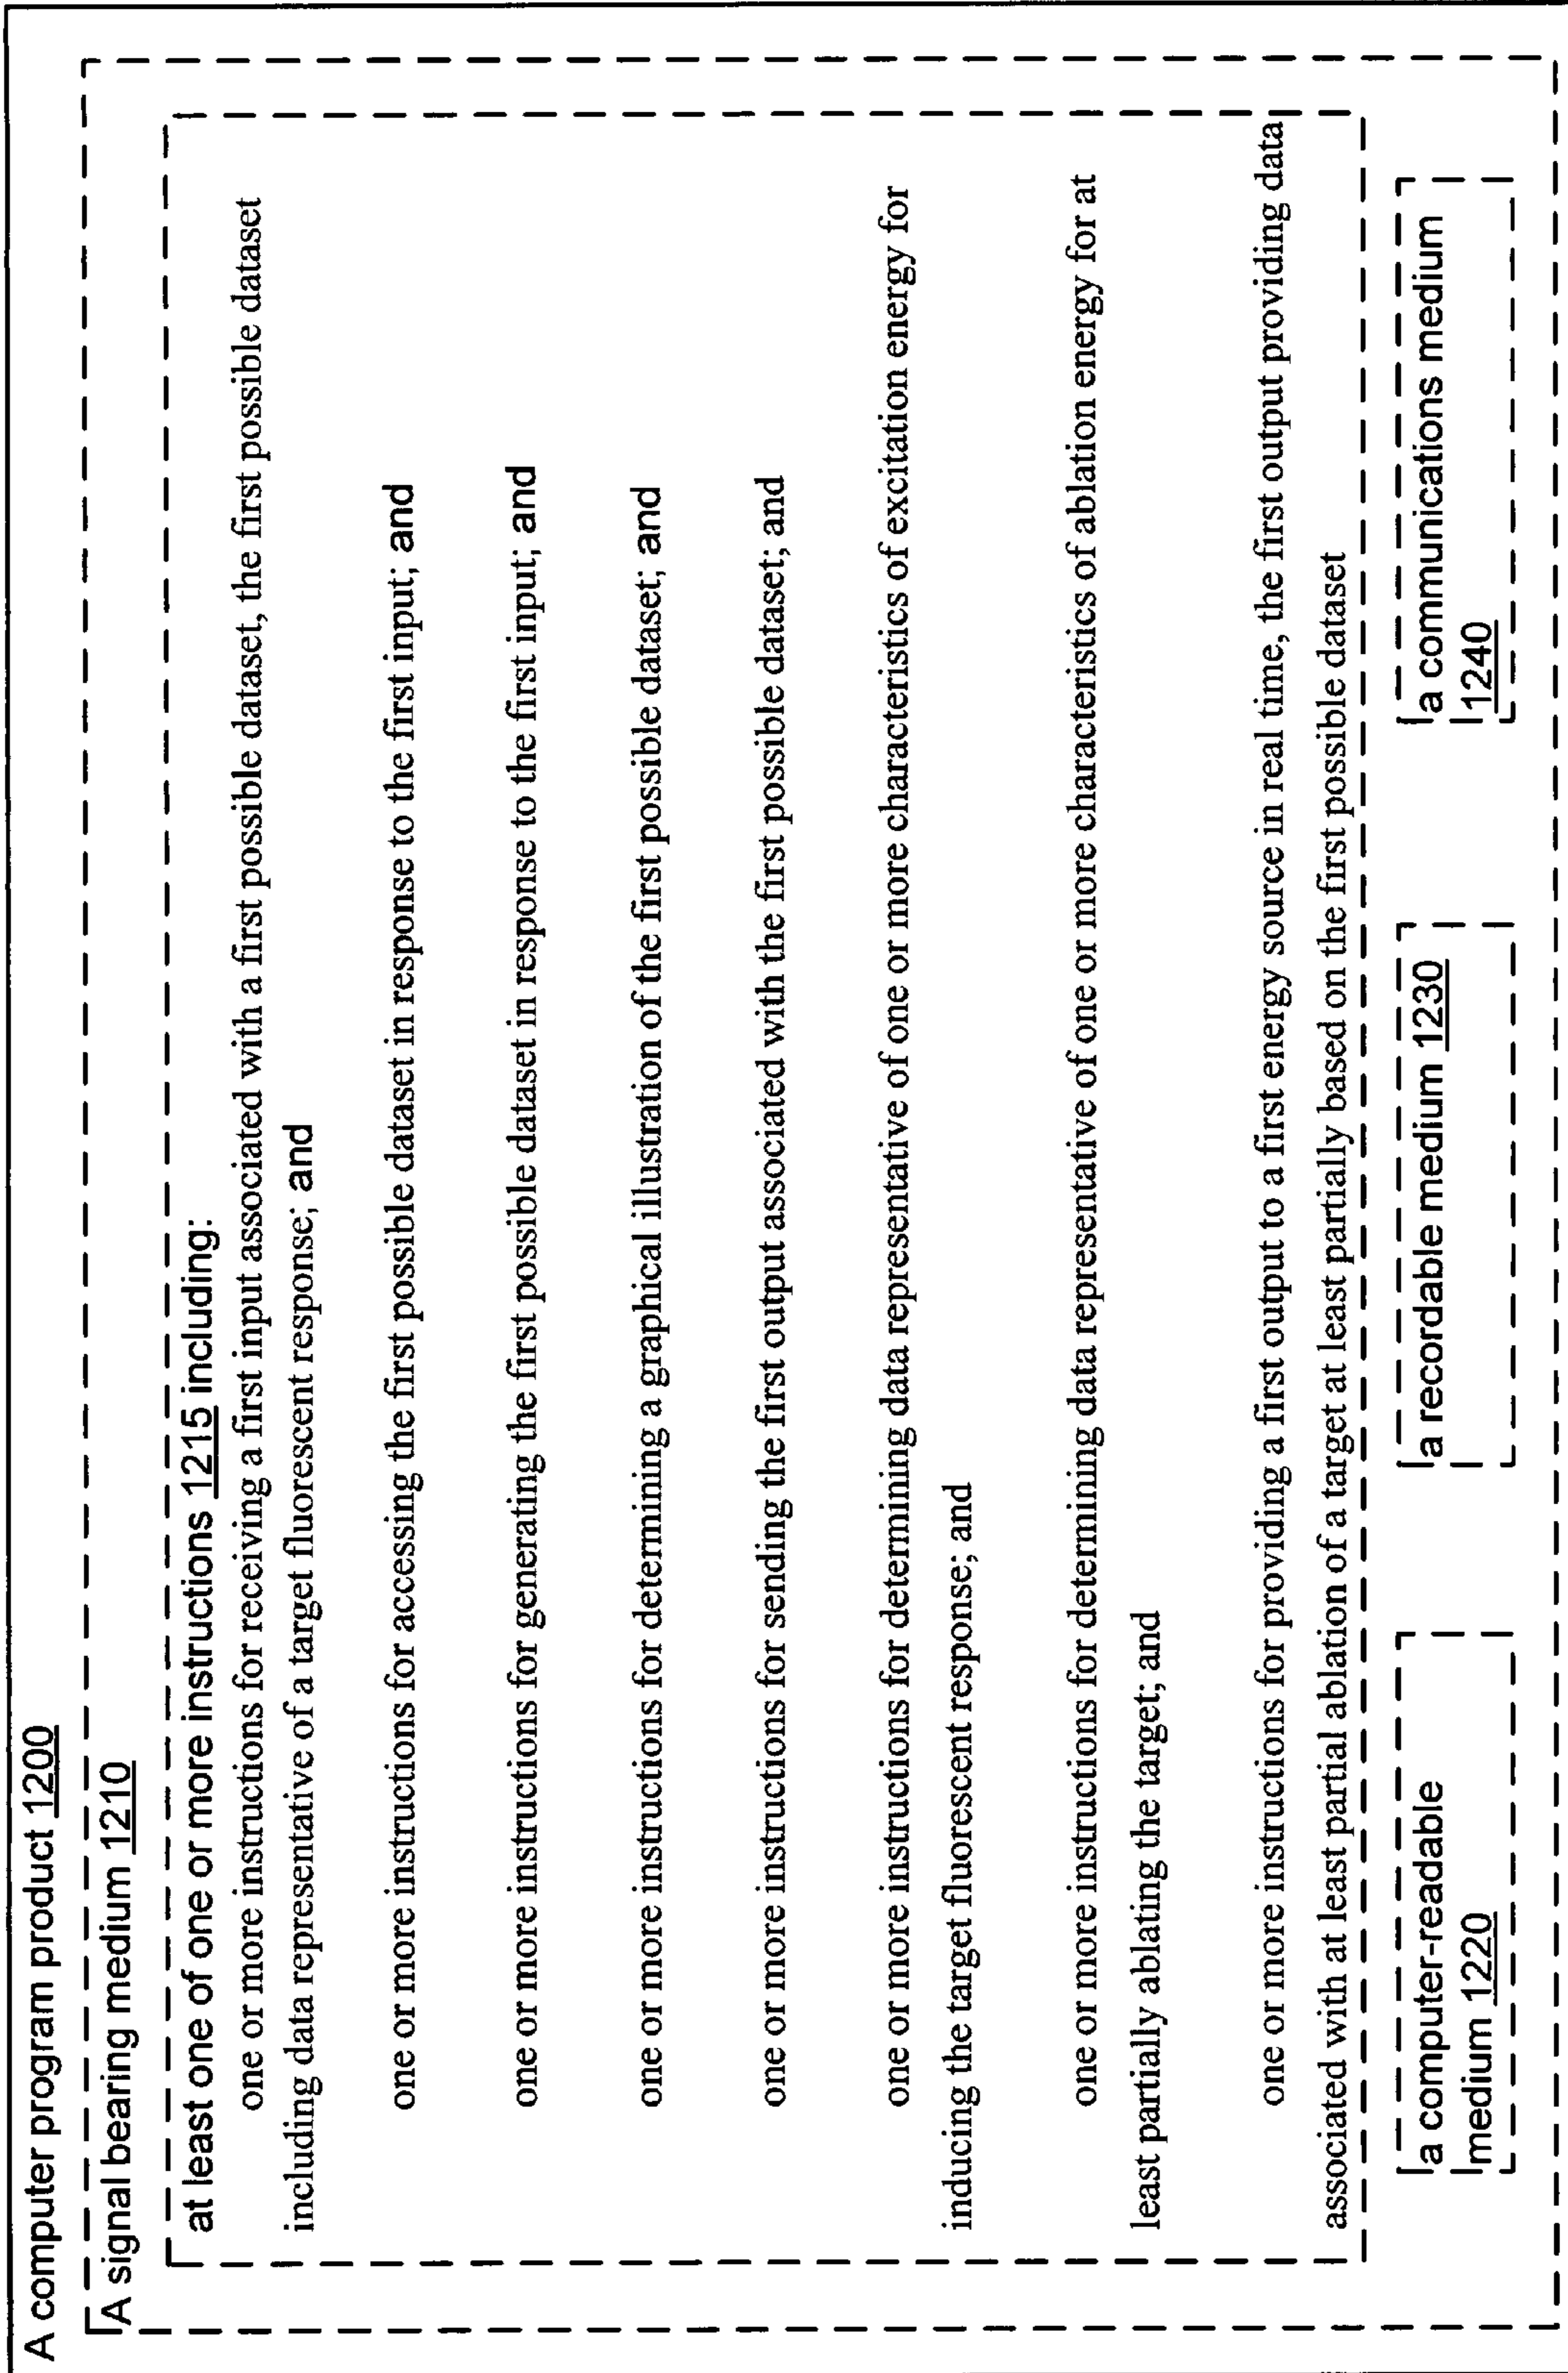 A computer program product 1200
A signal bearing medium 1210
at least one of one or more instructions 1215 including:
one or more instructions for receiving a first input associated with a first possible dataset, the first possible dataset
including data representative of a target fluorescent response; and
one or more instructions for accessing the first possible dataset in response to the first input; and
one or more instructions for generating the first possible dataset in response to the first input; and
one or more instructions for determining a graphical illustration of the first possible dataset; and
one or more instructions for sending the first output associated with the first possible dataset; and
one or more instructions for determining data representative of one or more characteristics of excitation energy for
inducing the target fluorescent response; and
one or more instructions for determining data representative of one or more characteristics of ablation energy for at
least partially ablating the target; and
one or more instructions for providing a first output to a first energy source in real time, the first output providing data
associated with at least partial ablation of a target at least partially based on the first possible dataset
a computer-readable
medium 1220
a recordable medium 1230
a communications medium
1240